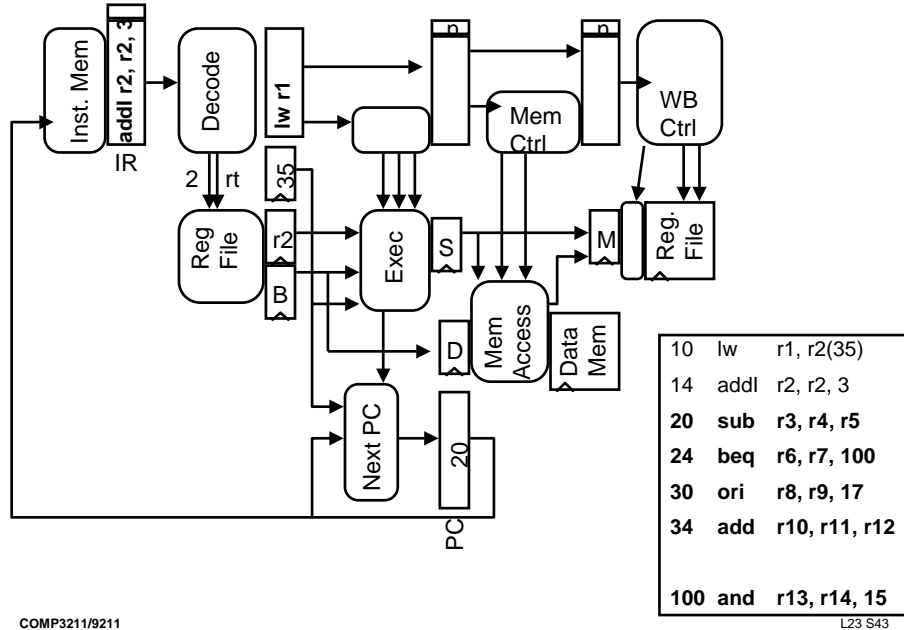 Inst. Mem
addI r2, r2, 3
IR
Decode
2 rt
Reg File
lw r1
35
r2
B
n
n
Exec
S
Mem Ctrl
WB Ctrl
M
Reg. File
D
Mem Access
Data Mem
Next PC
20
PC
10 lw r1, r2(35)
14 addI r2, r2, 3
20 sub r3, r4, r5
24 beq r6, r7, 100
30 ori r8, r9, 17
34 add r10, r11, r12
100 and r13, r14, 15
COMP3211/9211
L23 S43